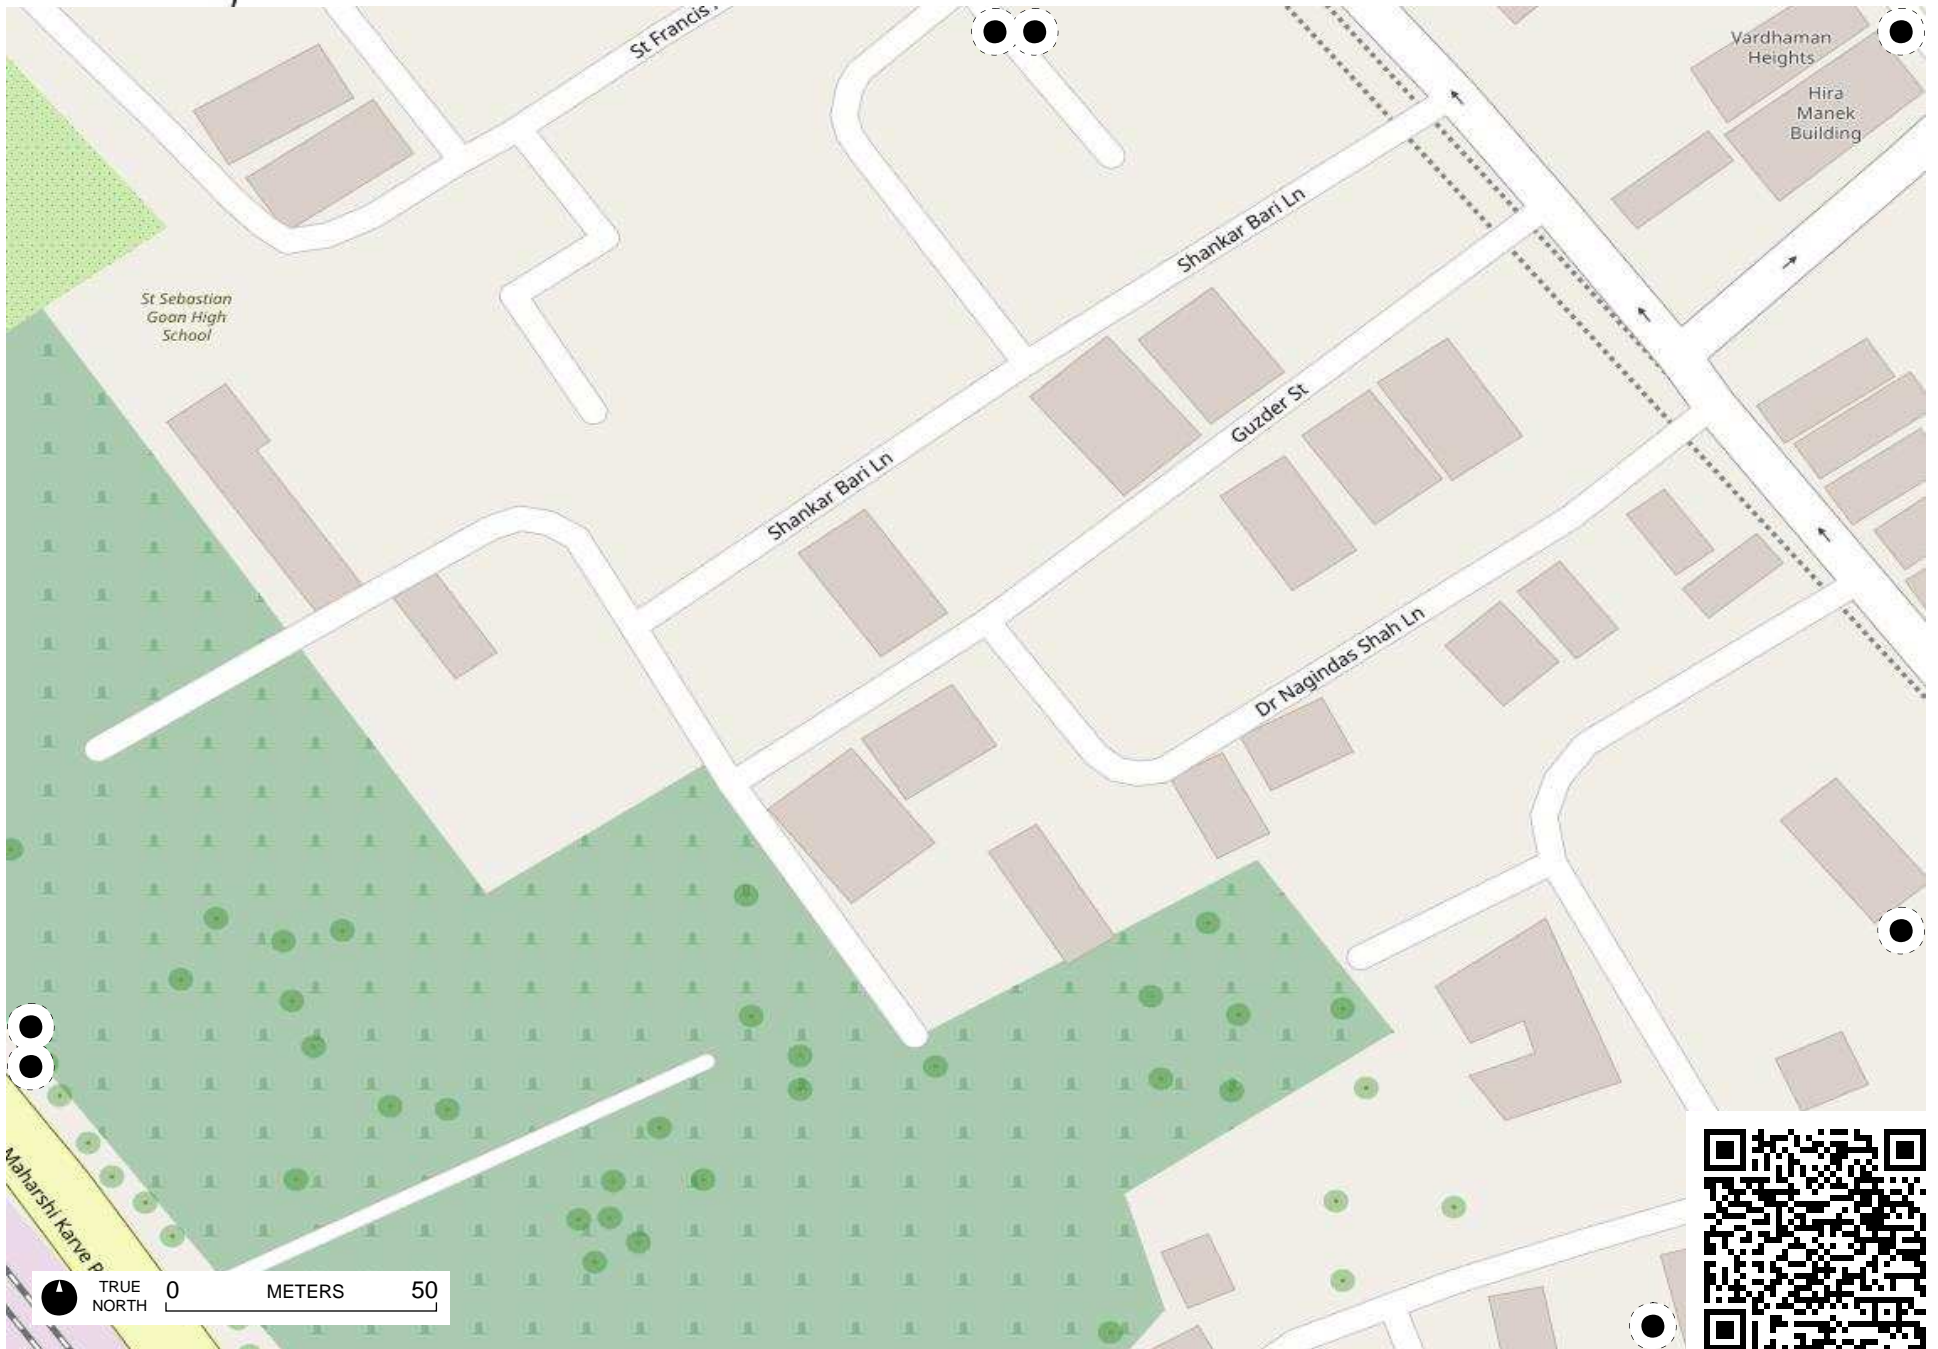 St Francis
Vardhaman
Heights
Hira
Manek
Building
Shankar Bari Ln
St Sebastian
Goan High
School
Guzder St
Shankar Bari Ln
Dr Nagindas Shah Ln
Maharshi Karve R
TRUE
NORTH
0 METERS 50